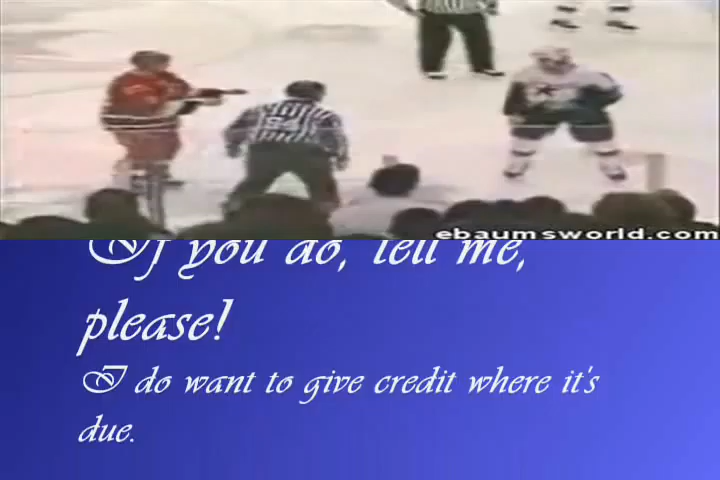 ebaumsworld.com
If you do, tell me,
please!
I do want to give credit where it's
due.